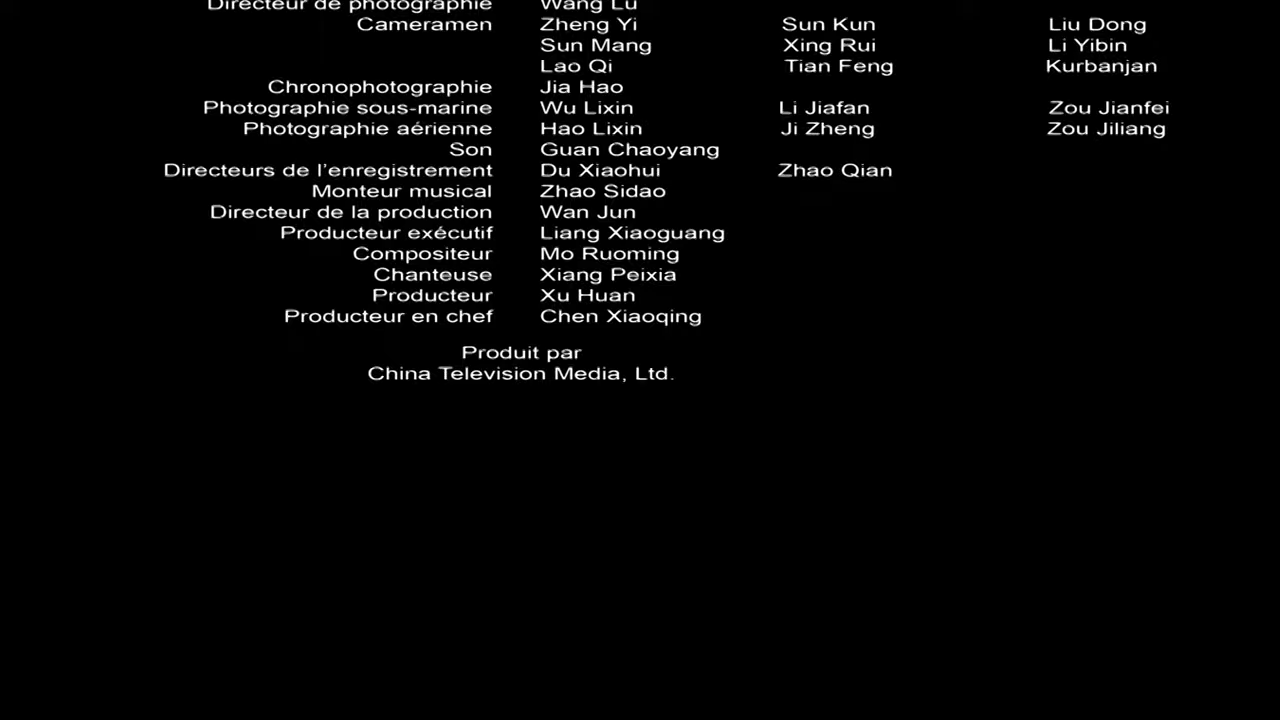 Directeur de photographie Wang Lu
Cameramen Zheng Yi Sun Kun Liu Dong
Sun Mang Xing Rui Li Yibin
Lao Qi Tian Feng Kurbanjan
Chronophotographie Jia Hao
Photographie sous-marine Wu Lixin Li Jiafan Zou Jianfei
Photographie aérienne Hao Lixin Ji Zheng Zou Jiliang
Son Guan Chaoyang
Directeurs de l'enregistrement Du Xiaohui Zhao Qian
Monteur musical Zhao Sidao
Directeur de la production Wan Jun
Producteur exécutif Liang Xiaoguang
Compositeur Mo Ruoming
Chanteuse Xiang Peixia
Producteur Xu Huan
Producteur en chef Chen Xiaoqing
Produit par
China Television Media, Ltd.